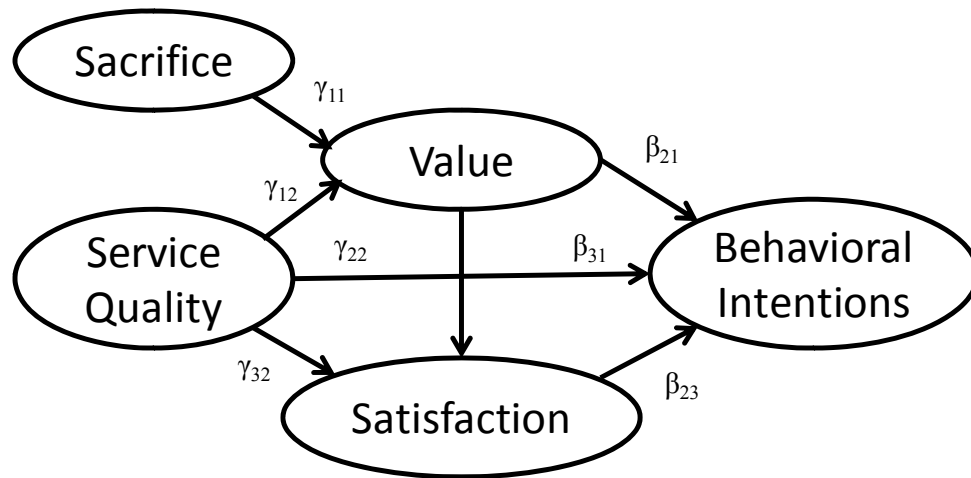 Sacrifice
γ11
Value
β21
γ12
Service
Quality
γ22
β31
Behavioral
Intentions
γ32
Satisfaction
β23